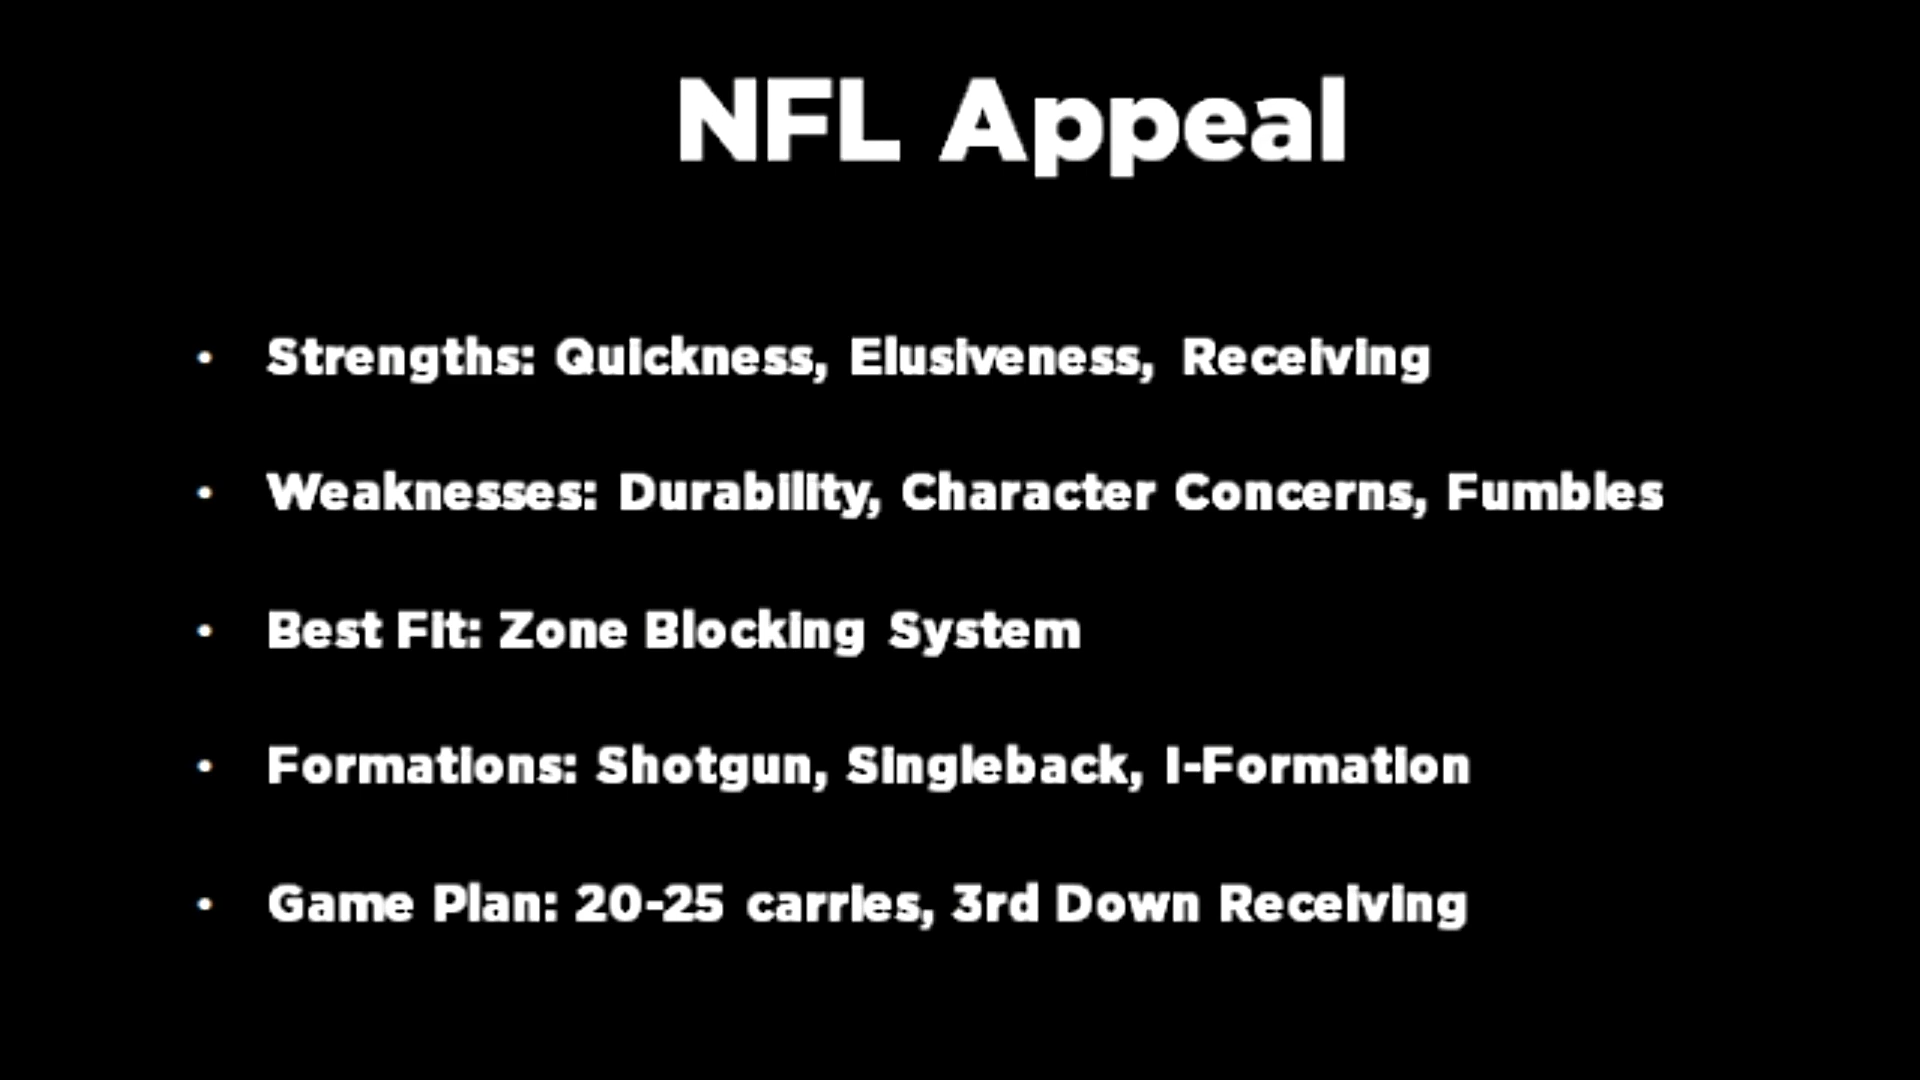 NFL Appeal
• Strengths: Quickness, Elusiveness, Receiving
• Weaknesses: Durability, Character Concerns, Fumbles
• Best Fit: Zone Blocking System
• Formations: Shotgun, Singleback, I-Formation
• Game Plan: 20-25 carries, 3rd Down Receiving